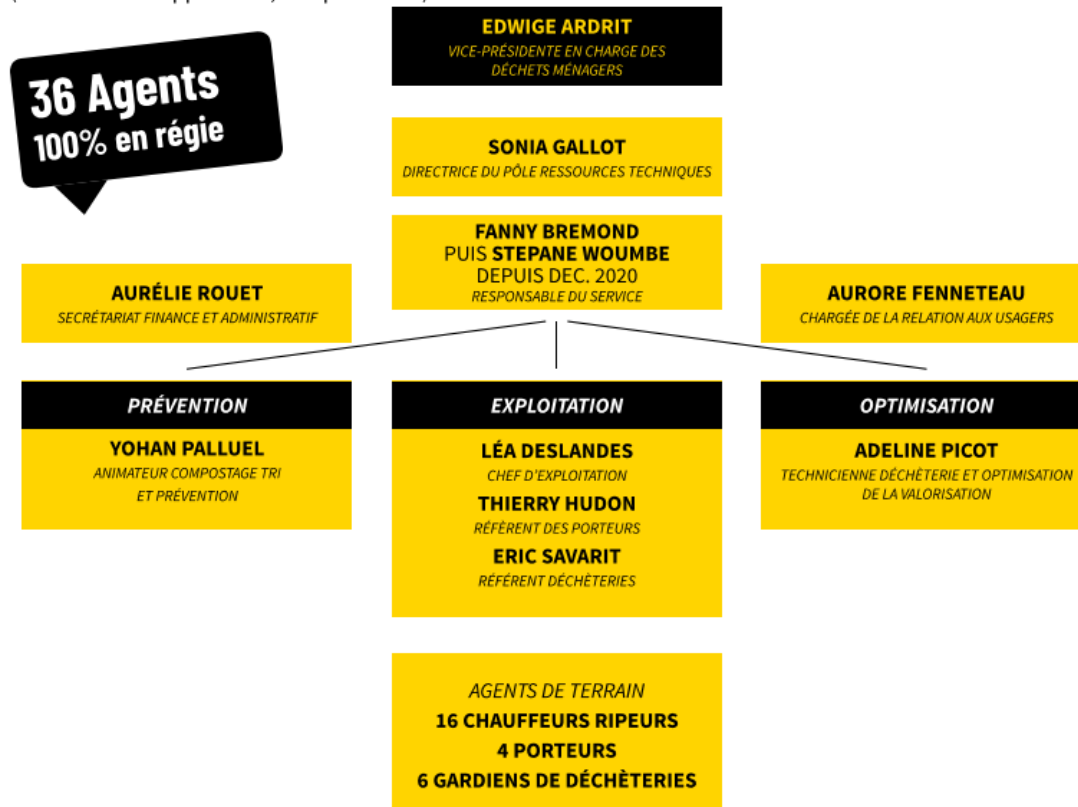 EDWIGE ARDRIT
VICE-PRÉSIDENTE EN CHARGE DES
DÉCHETS MÉNAGERS
36 Agents
100% en régie
SONIA GALLOT
DIRECTRICE DU PÔLE RESSOURCES TECHNIQUES
FANNY BREMOND
PUIS STEPANE WOUMBE
DEPUIS DEC. 2020
RESPONSABLE DU SERVICE
AURÉLIE ROUET
SECRÉTARIAT FINANCE ET ADMINISTRATIF
AURORE FENNETEAU
CHARGÉE DE LA RELATION AUX USAGERS
PRÉVENTION
YOHAN PALLUEL
ANIMATEUR COMPOSTAGE TRI
ET PRÉVENTION
EXPLOITATION
LÉA DESLANDES
CHEF D'EXPLOITATION
THIERRY HUDON
RÉFÈRENT DES PORTEURS
ERIC SAVARIT
RÉFÉRENT DÉCHÈTERIES
OPTIMISATION
ADELINE PICOT
TECHNICIENNE DÉCHÈTERIE ET OPTIMISATION
DE LA VALORISATION
AGENTS DE TERRAIN
16 CHAUFFEURS RIPEURS
4 PORTEURS
6 GARDIENS DE DÉCHÈTERIES